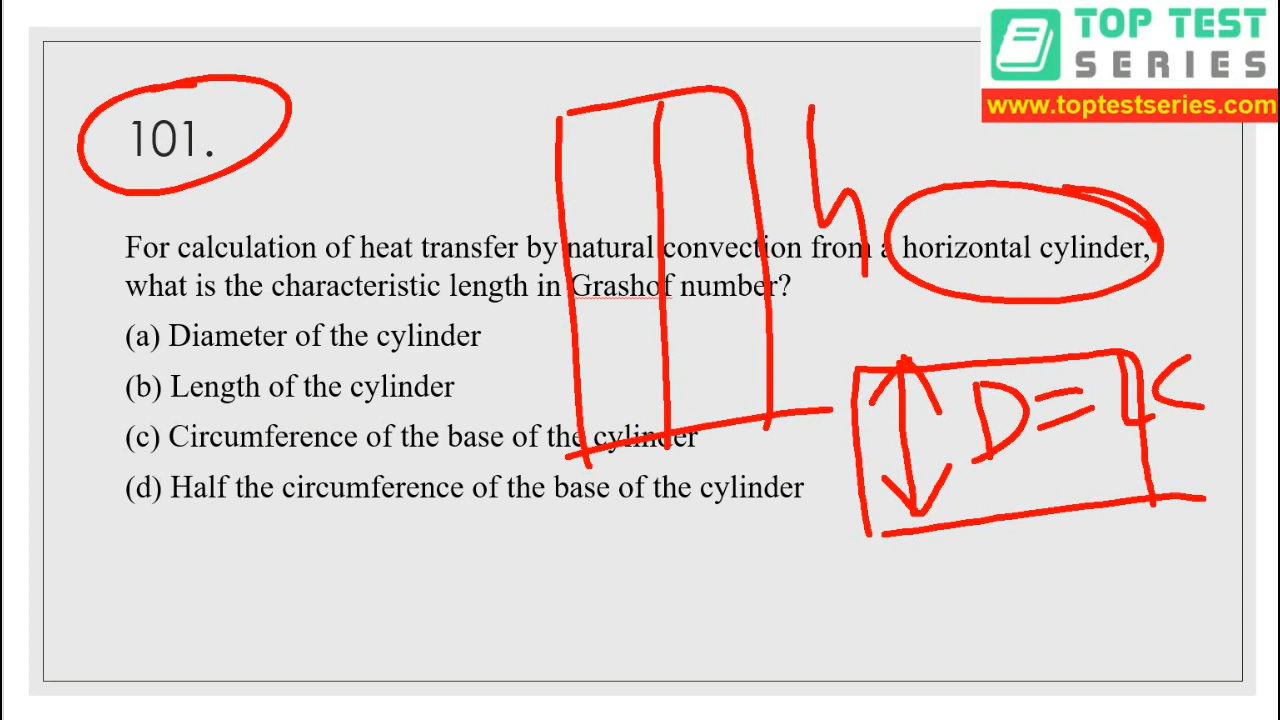 TOP TEST
SERIES
www.toptestseries.com
101.
h
For calculation of heat transfer by natural convection from a horizontal cylinder,
what is the characteristic length in Grashof number?
(a) Diameter of the cylinder
(b) Length of the cylinder
(c) Circumference of the base of the cylinder
(d) Half the circumference of the base of the cylinder
D = Lc